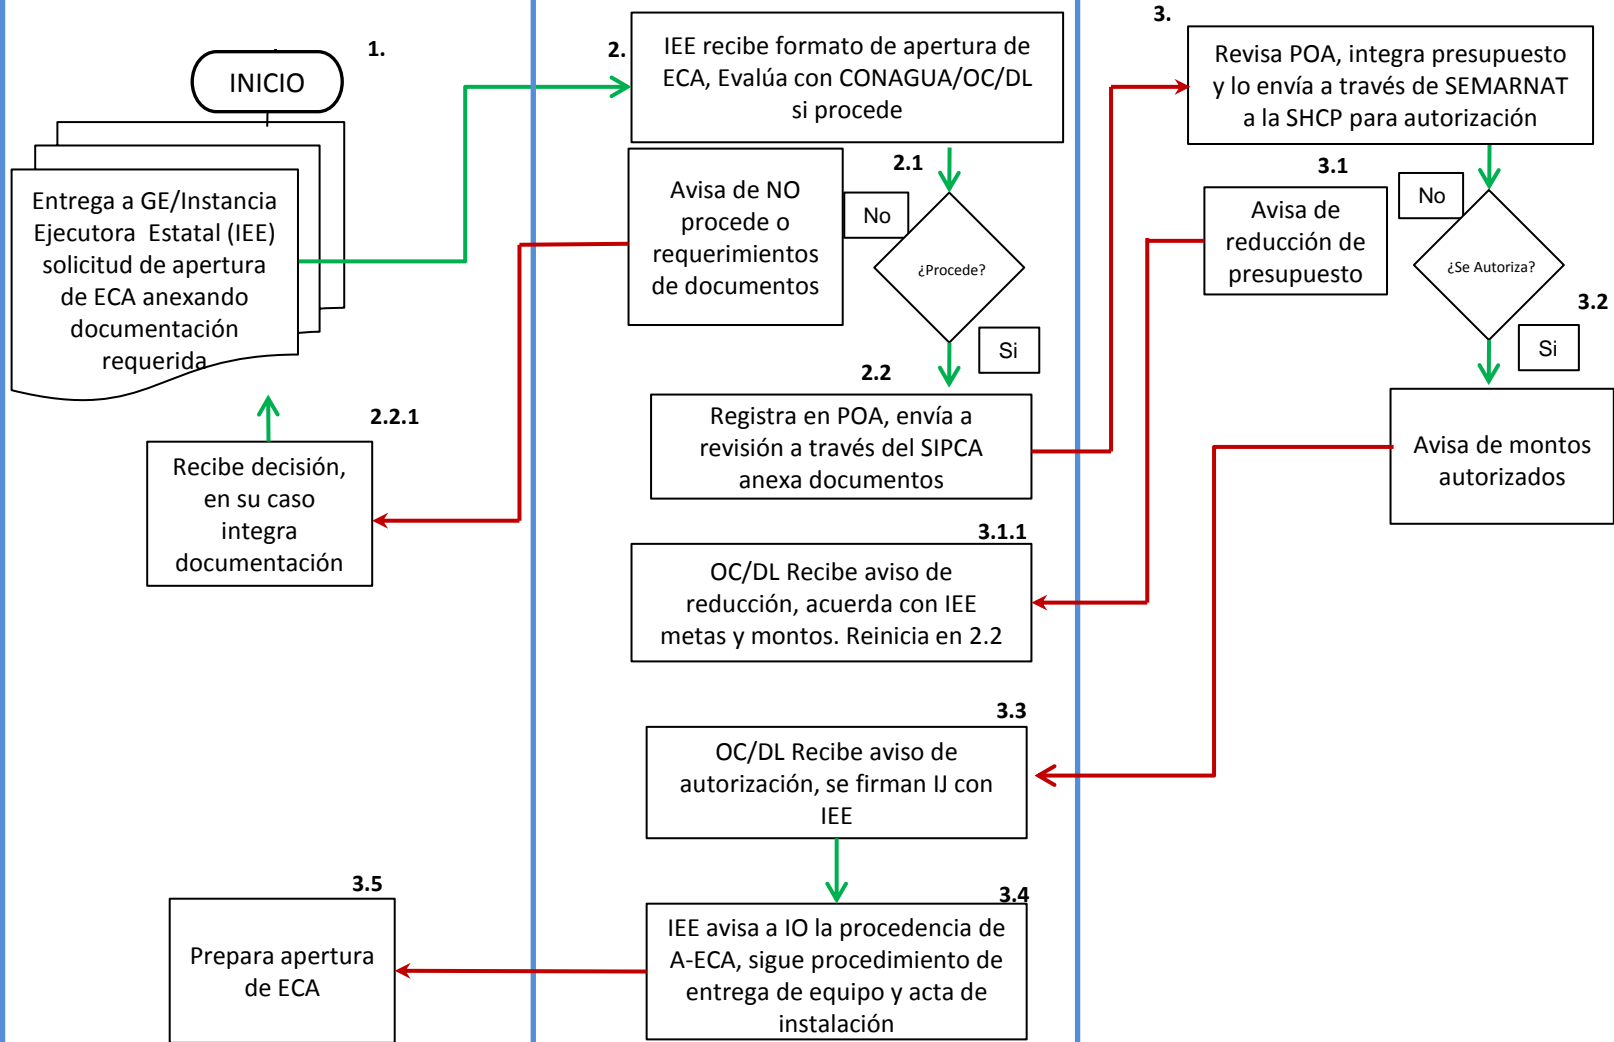 1.
INICIO
Entrega a GE/Instancia
Ejecutora Estatal (IEE)
solicitud de apertura
de ECA anexando
documentación
requerida
2.2.1
Recibe decisión,
en su caso
integra
documentación
3.5
Prepara apertura
de ECA
2.
IEE recibe formato de apertura de
ECA, Evalúa con CONAGUA/OC/DL
si procede
2.1
Avisa de NO
procede o
requerimientos
de documentos
No
¿Procede?
Si
2.2
Registra en POA, envía a
revisión a través del SIPCA
anexa documentos
3.1.1
OC/DL Recibe aviso de
reducción, acuerda con IEE
metas y montos. Reinicia en 2.2
3.3
OC/DL Recibe aviso de
autorización, se firman IJ con
IEE
3.4
IEE avisa a IO la procedencia de
A-ECA, sigue procedimiento de
entrega de equipo y acta de
instalación
3.
Revisa POA, integra presupuesto
y lo envía a través de SEMARNAT
a la SHCP para autorización
3.1
Avisa de
reducción de
presupuesto
No
¿Se Autoriza?
3.2
Si
Avisa de montos
autorizados